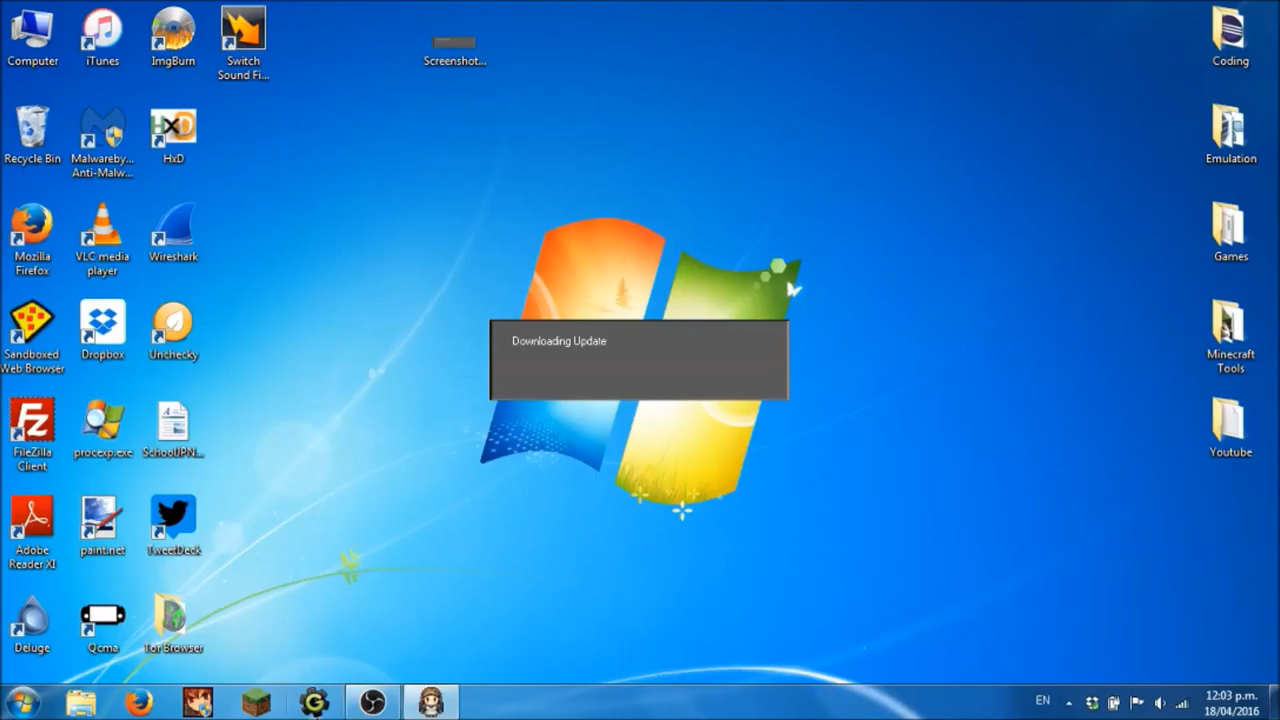 Computer
iTunes
ImgBurn
Switch
Sound Fi...
Screenshot...
Coding
Recycle Bin
Malwareby...
Anti-Malw...
HxD
HxD
Emulation
Mozilla
Firefox
VLC media
player
Wireshark
Games
Sandboxed
Web Browser
Dropbox
Unchecky
Minecraft
Tools
Downloading Update
FileZilla
Client
procexp.exe
SchoolJPN...
Youtube
Adobe
Reader XI
paint.net
TweetDeck
Deluge
Qcma
Tor Browser
EN
12:03 p.m.
18/04/2016